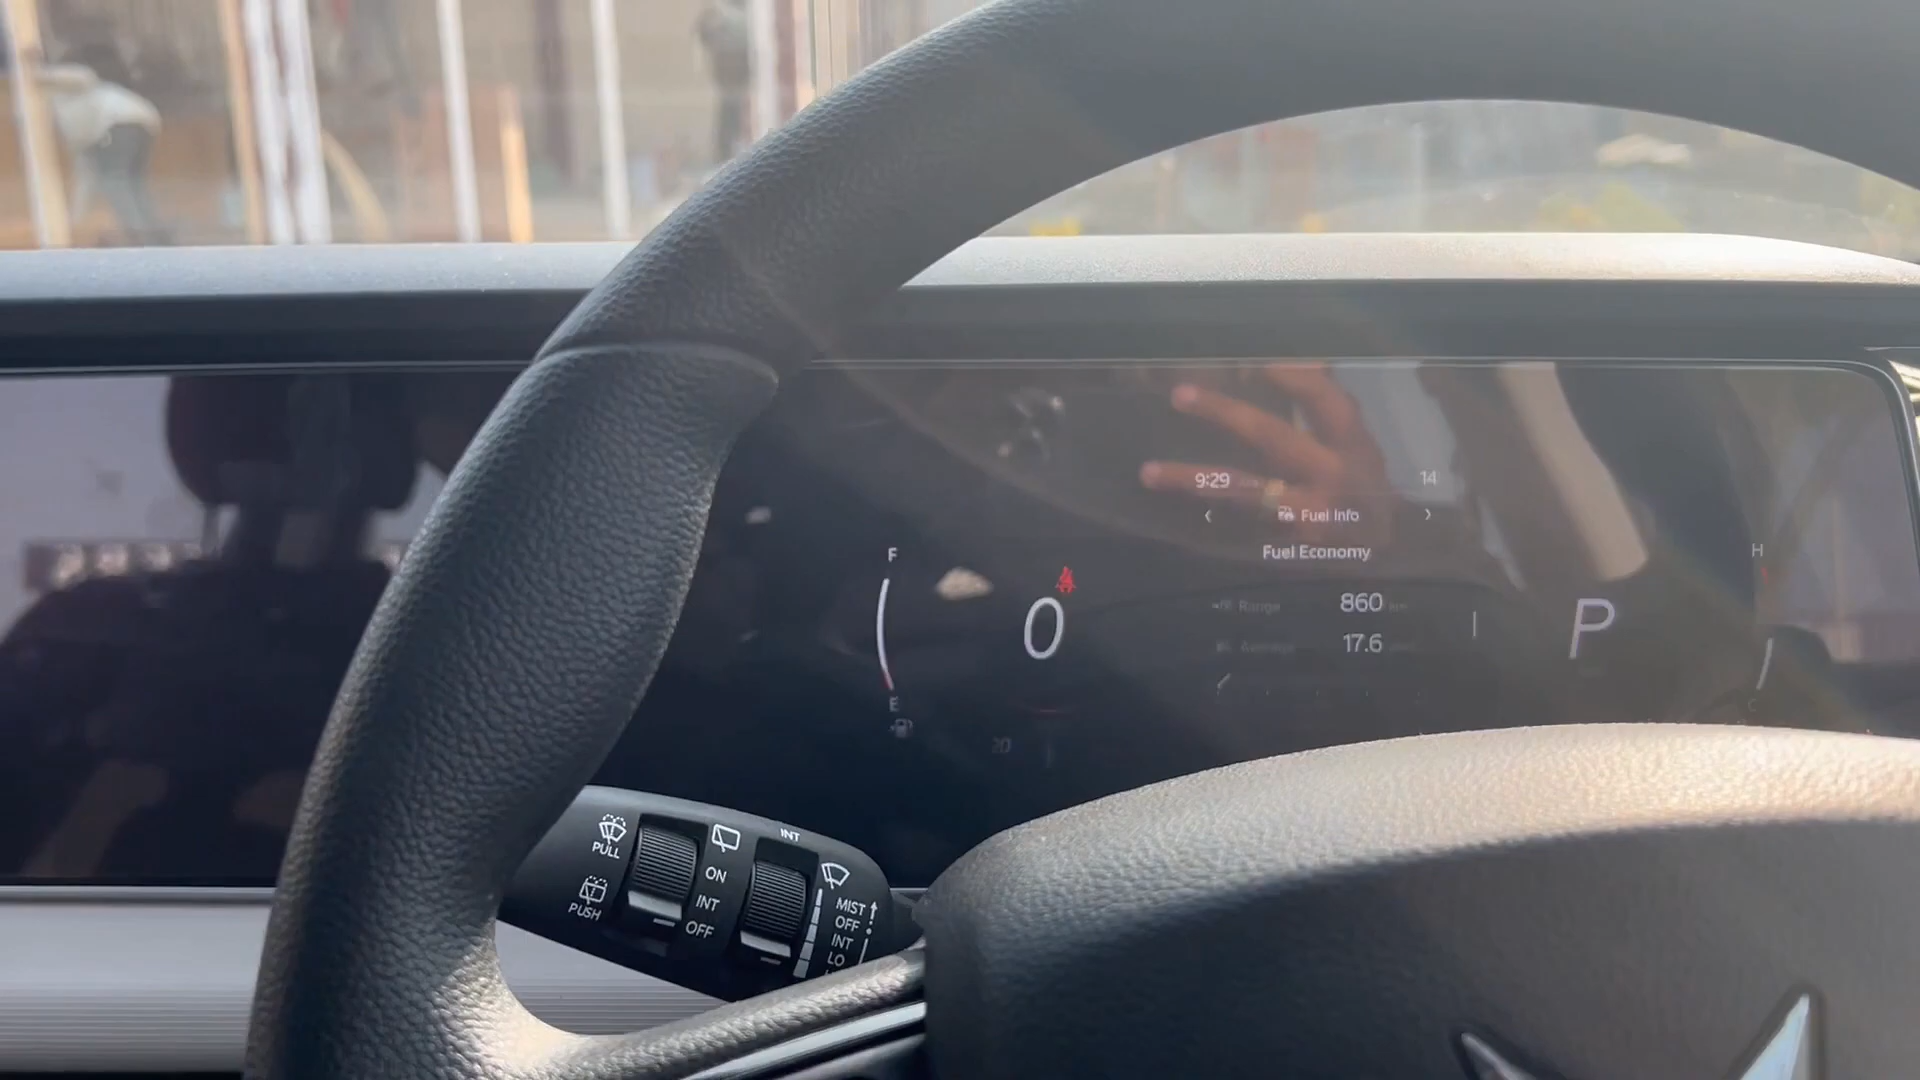 9:29
14
Fuel Info
Fuel Economy
Range 860
17.6
F
E
0
P
H
C
20
PULL
PUSH
ON
INT
OFF
INT
MIST
OFF
INT
LO